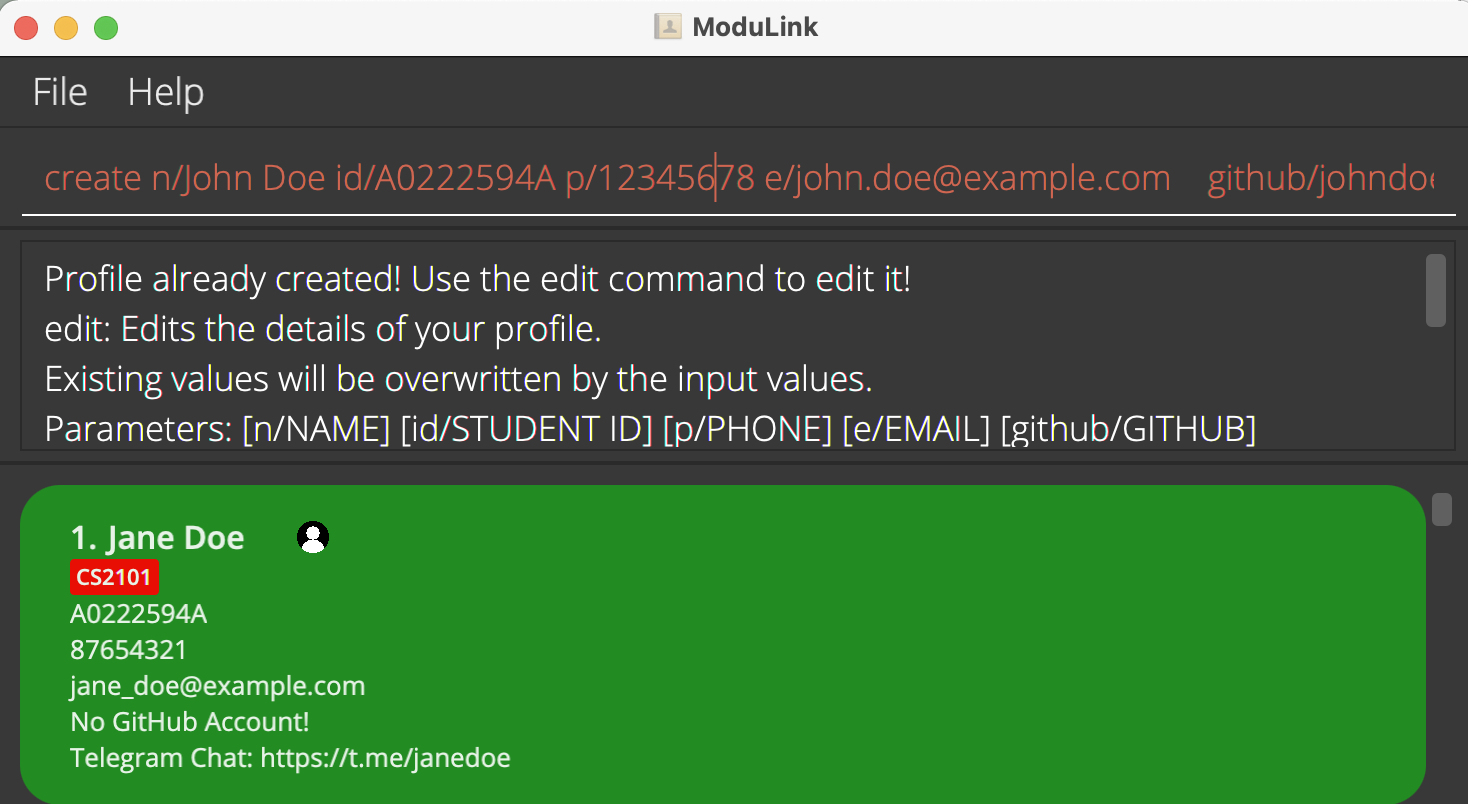 ModuLink
File Help
create n/John Doe id/A0222594A p/12345678 e/john.doe@example.com github/johndoe
Profile already created! Use the edit command to edit it!
edit: Edits the details of your profile.
Existing values will be overwritten by the input values.
Parameters: [n/NAME] [id/STUDENT ID] [p/PHONE] [e/EMAIL] [github/GITHUB]
1. Jane Doe
CS2101
A0222594A
87654321
jane_doe@example.com
No GitHub Account!
Telegram Chat: https://t.me/janedoe